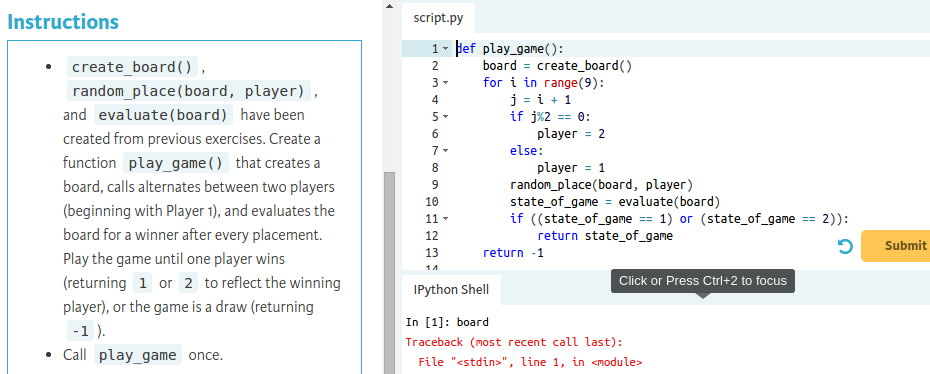 Instructions
• create_board() ,
random_place(board, player) ,
and evaluate(board) have been
created from previous exercises. Create a
function play_game() that creates a
board, calls alternates between two players
(beginning with Player 1), and evaluates the
board for a winner after every placement.
Play the game until one player wins
(returning 1 or 2 to reflect the winning
player), or the game is a draw (returning
-1 ).
• Call play_game once.
script.py
1 def play_game():
2     board = create_board()
3     for i in range(9):
4         j = i + 1
5         if j%2 == 0:
6             player = 2
7         else:
8             player = 1
9         random_place(board, player)
10         state_of_game = evaluate(board)
11         if ((state_of_game == 1) or (state_of_game == 2)):
12             return state_of_game
13     return -1
14
Submit
IPython Shell
Click or Press Ctrl+2 to focus
In [1]: board
Traceback (most recent call last):
  File "<stdin>", line 1, in <module>